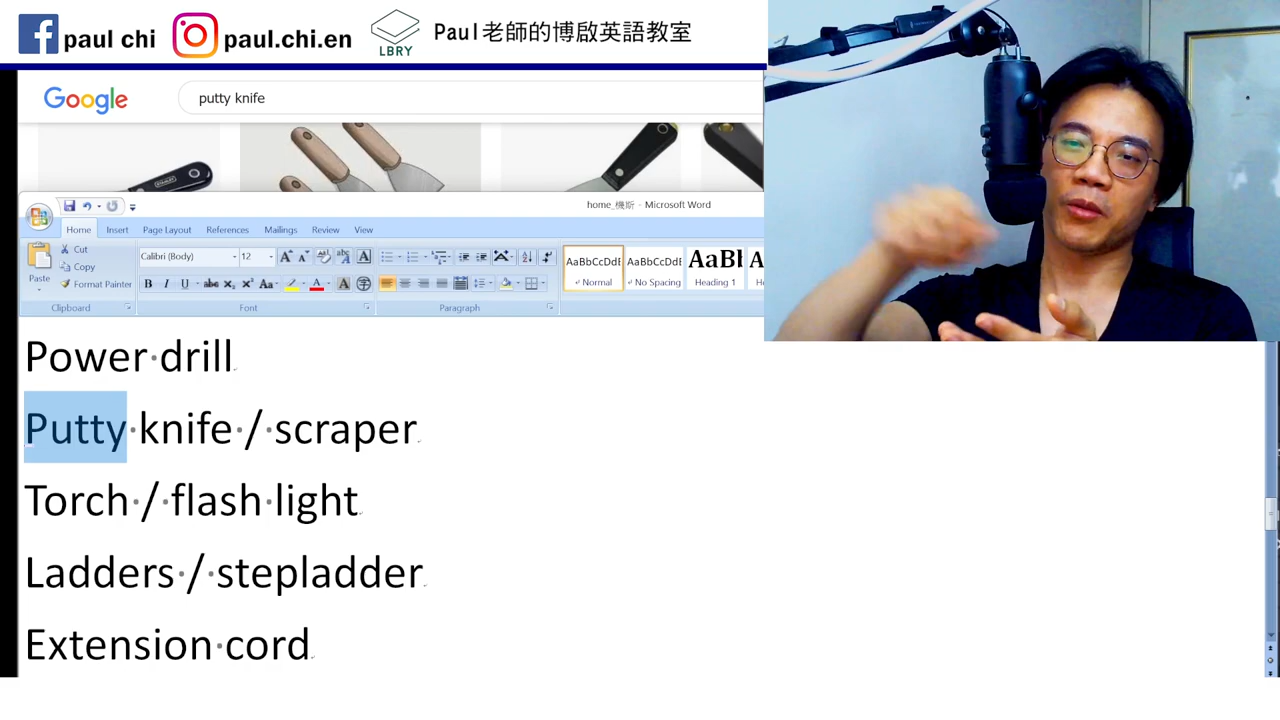 paul chi
paul.chi.en
LBRY
Paul老師的博啟英語教室
Google
putty knife
home_機斯 - Microsoft Word
Home Insert Page Layout References Mailings Review View
Cut
Copy
Format Painter
Paste
Calibri (Body) 12
AaBbCcDd AaBbCcDd AaBb
Normal No Spacing Heading 1
Clipboard Font Paragraph
Power drill
Putty knife / scraper
Torch / flash light
Ladders / stepladder
Extension cord